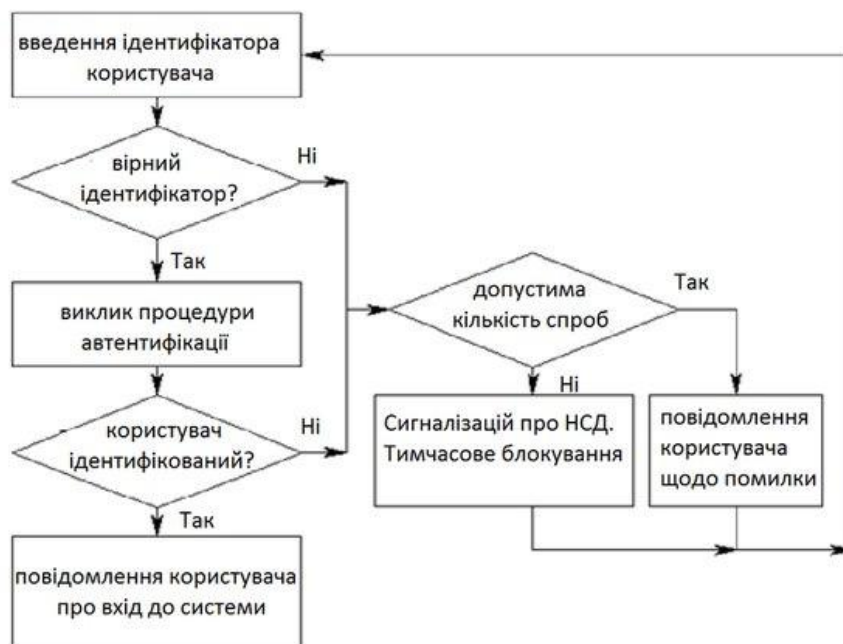 введення ідентифікатора
користувача
Ні
вірний
ідентифікатор?
Так
виклик процедури
автентифікації
допустима
кількість спроб
Так
Ні
користувач
ідентифікований?
Ні
Сигналізацій про НСД.
Тимчасове блокування
повідомлення
користувача
щодо помилки
Так
повідомлення користувача
про вхід до системи